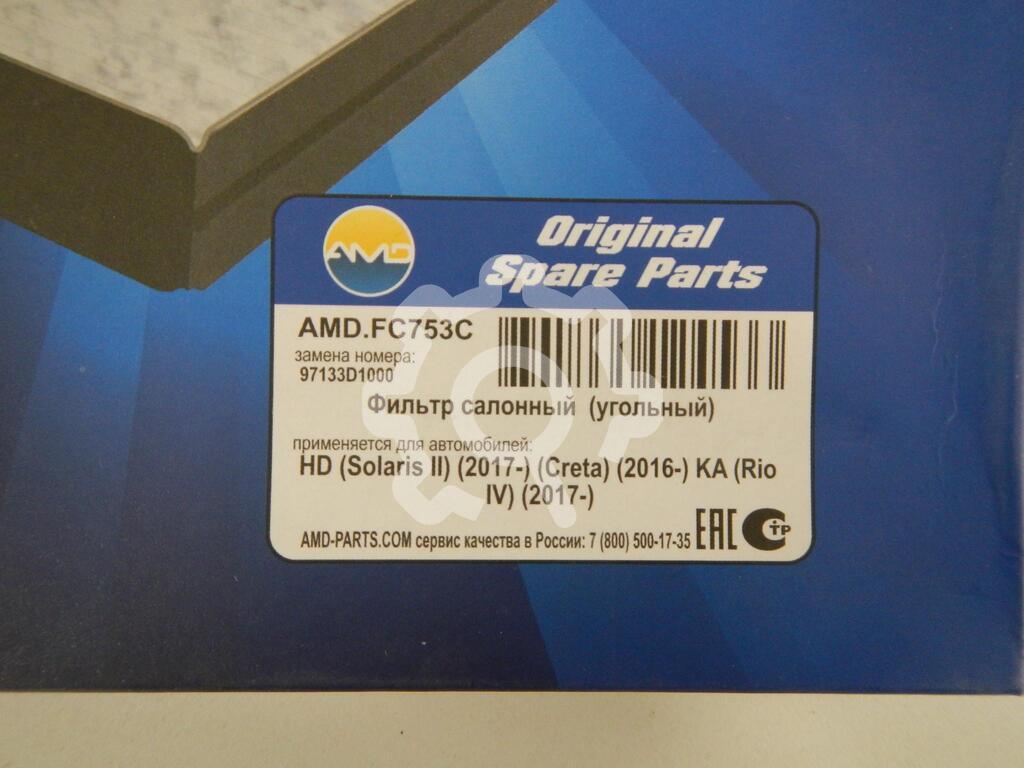 AMD
Original
Spare Parts
AMD.FC753C
замена номера:
97133D1000
Фильтр салонный (угольный)
применяется для автомобилей:
HD (Solaris II) (2017-) (Creta) (2016-) KA (Rio
IV) (2017-)
AMD-PARTS.COM сервис качества в России: 7 (800) 500-17-35 EAC СТР